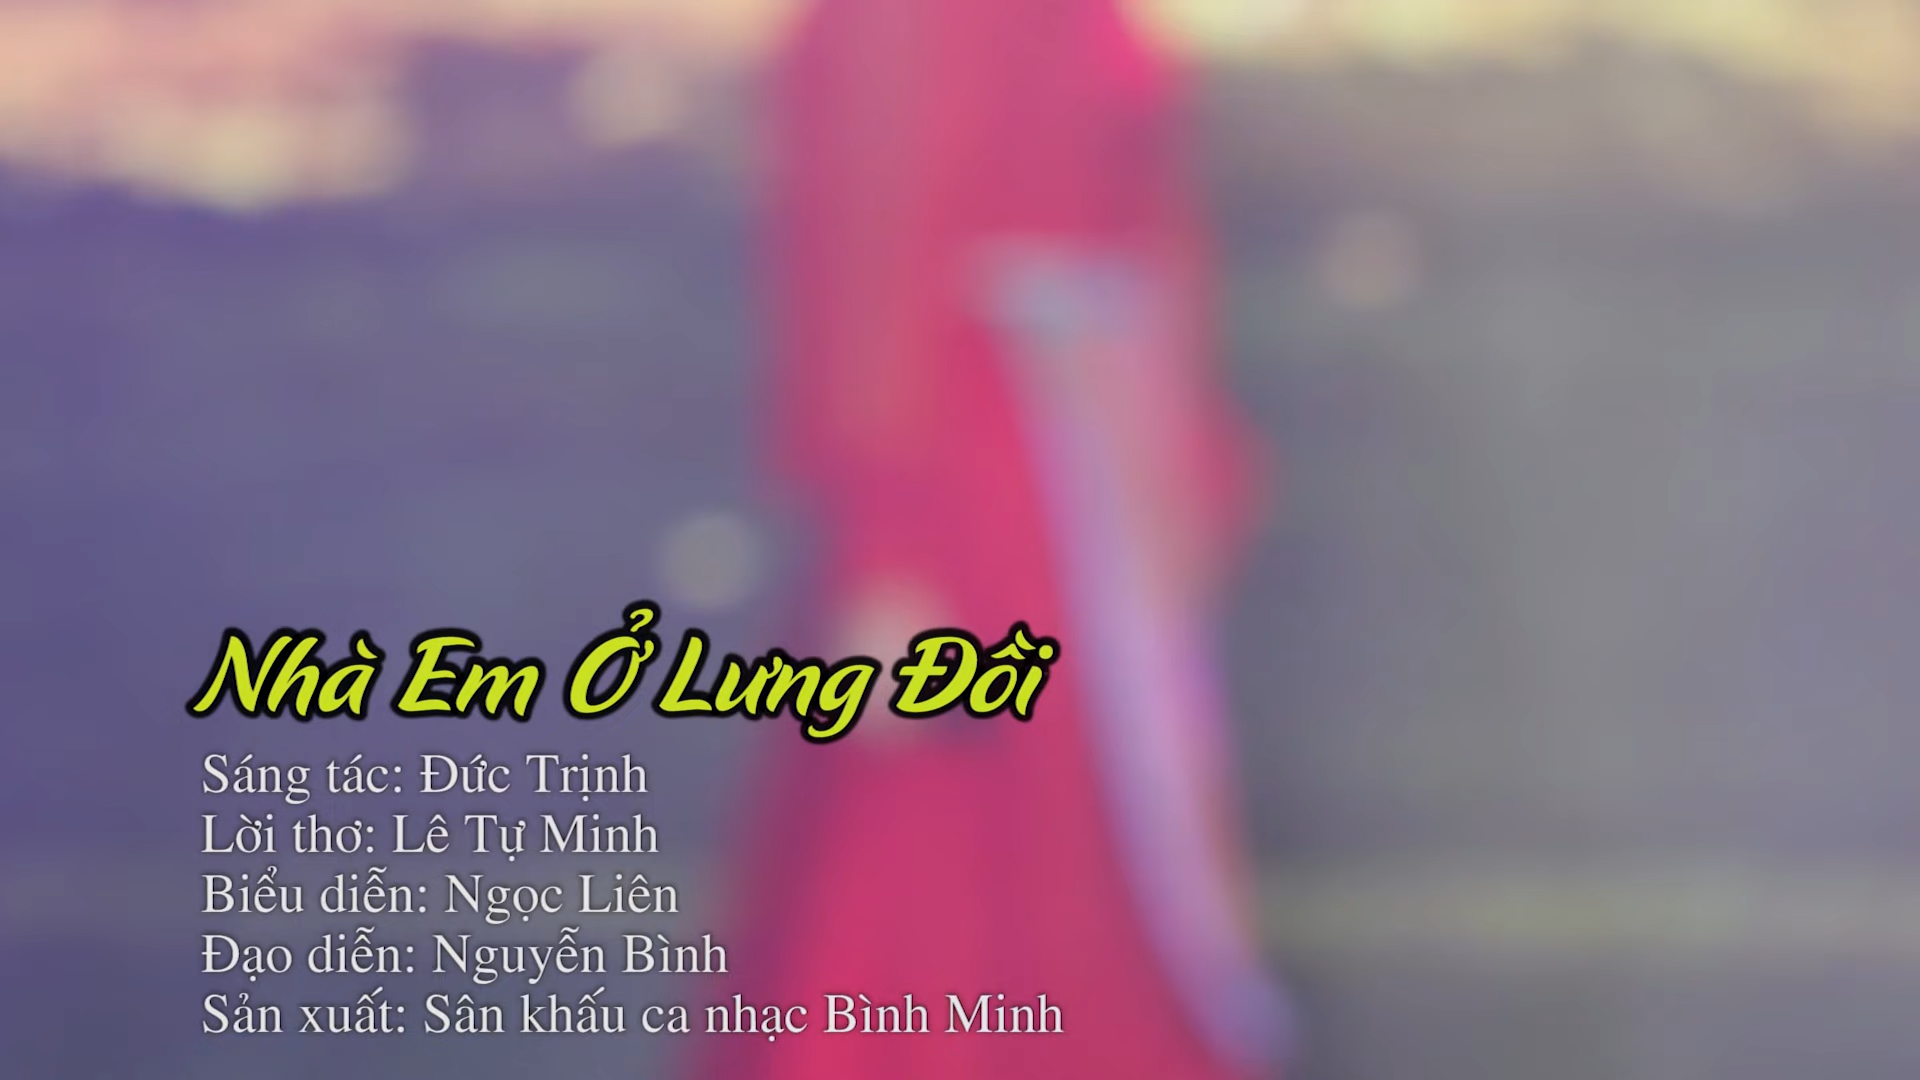 Nhà Em Ở Lưng Đồi
Sáng tác: Đức Trịnh
Lời thơ: Lê Tự Minh
Biểu diễn: Ngọc Liên
Đạo diễn: Nguyễn Bình
Sản xuất: Sân khấu ca nhạc Bình Minh